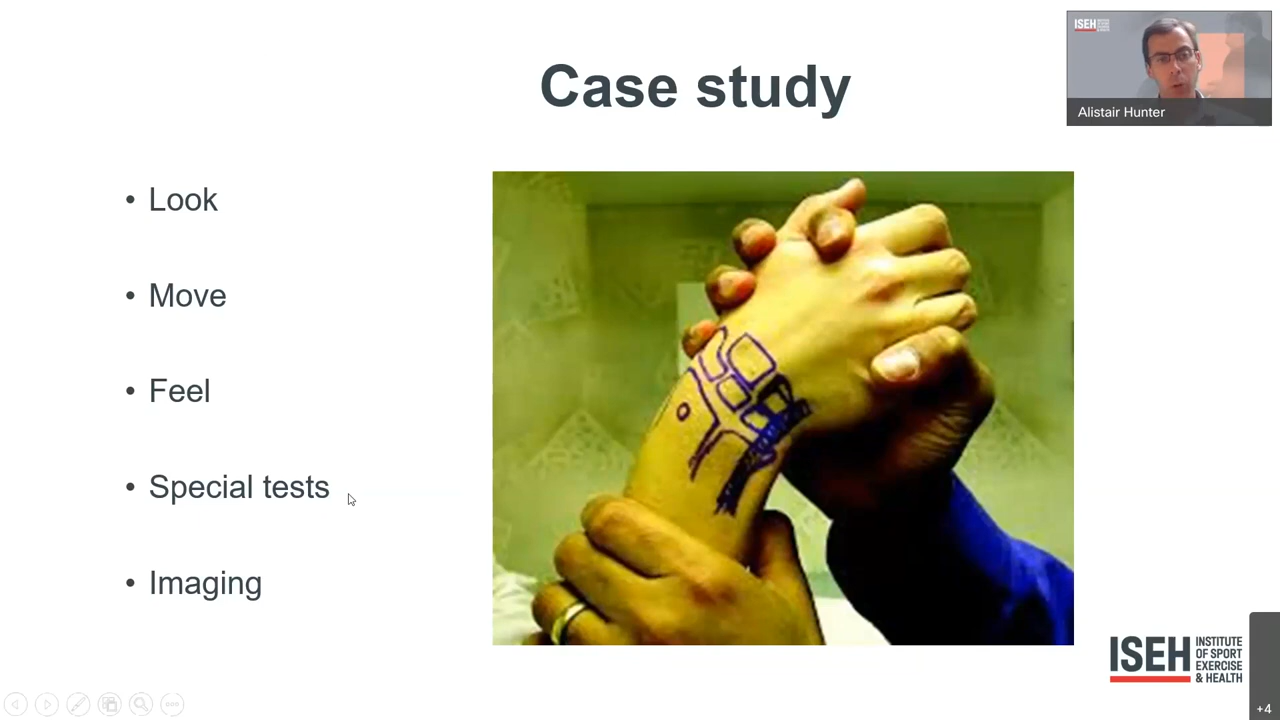 Case study
ISEH
Alistair Hunter
• Look
• Move
• Feel
• Special tests
• Imaging
ISEH
INSTITUTE
OF SPORT
EXERCISE
& HEALTH
+4